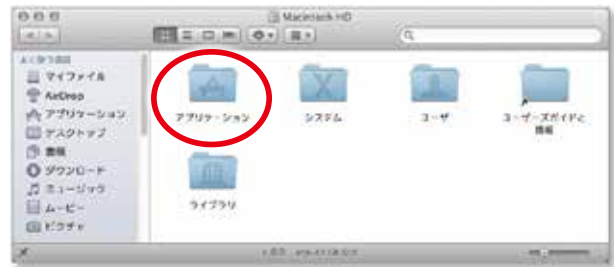 Macintosh HD
よく使う項目
マイファイル
AirDrop
アプリケーション
デスクトップ
書類
ダウンロード
ミュージック
ムービー
ピクチャ
アプリケーション
システム
ユーザ
ユーザーズガイドと
情報
ライブラリ